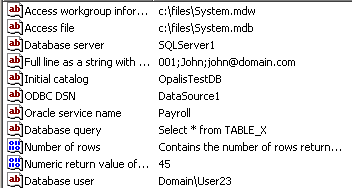 Access workgroup infor... c:\files\System.mdw
Access file c:\files\System.mdb
Database server SQLServer1
Full line as a string with ... 001;John;john@domain.com
Initial catalog OpalisTestDB
ODBC DSN DataSource1
Oracle service name Payroll
Database query Select * from TABLE_X
Number of rows Contains the number of rows return...
Numeric return value of... 45
Database user Domain\User23